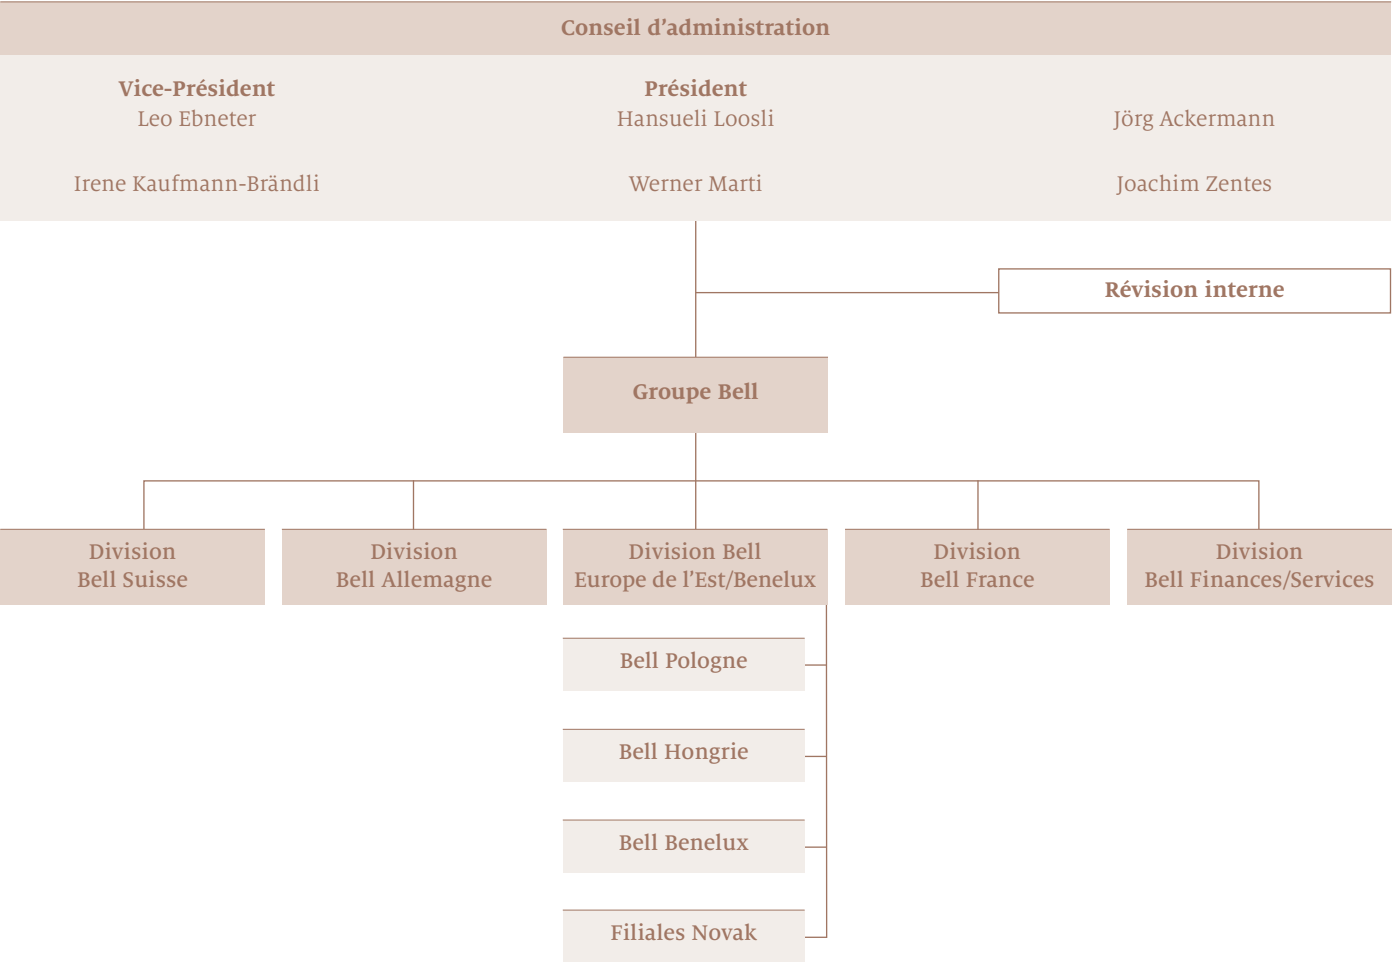 Conseil d’administration
Vice-Président
Leo Ebneter
Président
Hansueli Loosli
Jörg Ackermann
Irene Kaufmann-Brändli
Werner Marti
Joachim Zentes
Révision interne
Groupe Bell
Division
Bell Suisse
Division
Bell Allemagne
Division Bell
Europe de l’Est/Benelux
Division
Bell France
Division
Bell Finances/Services
Bell Pologne
Bell Hongrie
Bell Benelux
Filiales Novak